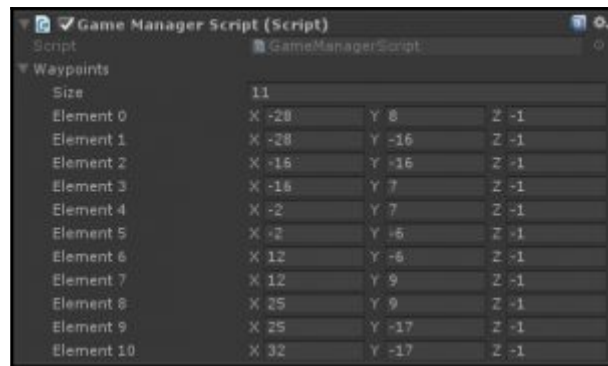 Game Manager Script (Script)
Script GameManagerScript
Waypoints
Size 11
Element 0 X -28 Y 8 Z -1
Element 1 X -28 Y -16 Z -1
Element 2 X -16 Y -16 Z -1
Element 3 X -16 Y 7 Z -1
Element 4 X -2 Y 7 Z -1
Element 5 X -2 Y -6 Z -1
Element 6 X 12 Y -6 Z -1
Element 7 X 12 Y 9 Z -1
Element 8 X 25 Y 9 Z -1
Element 9 X 25 Y -17 Z -1
Element 10 X 32 Y -17 Z -1